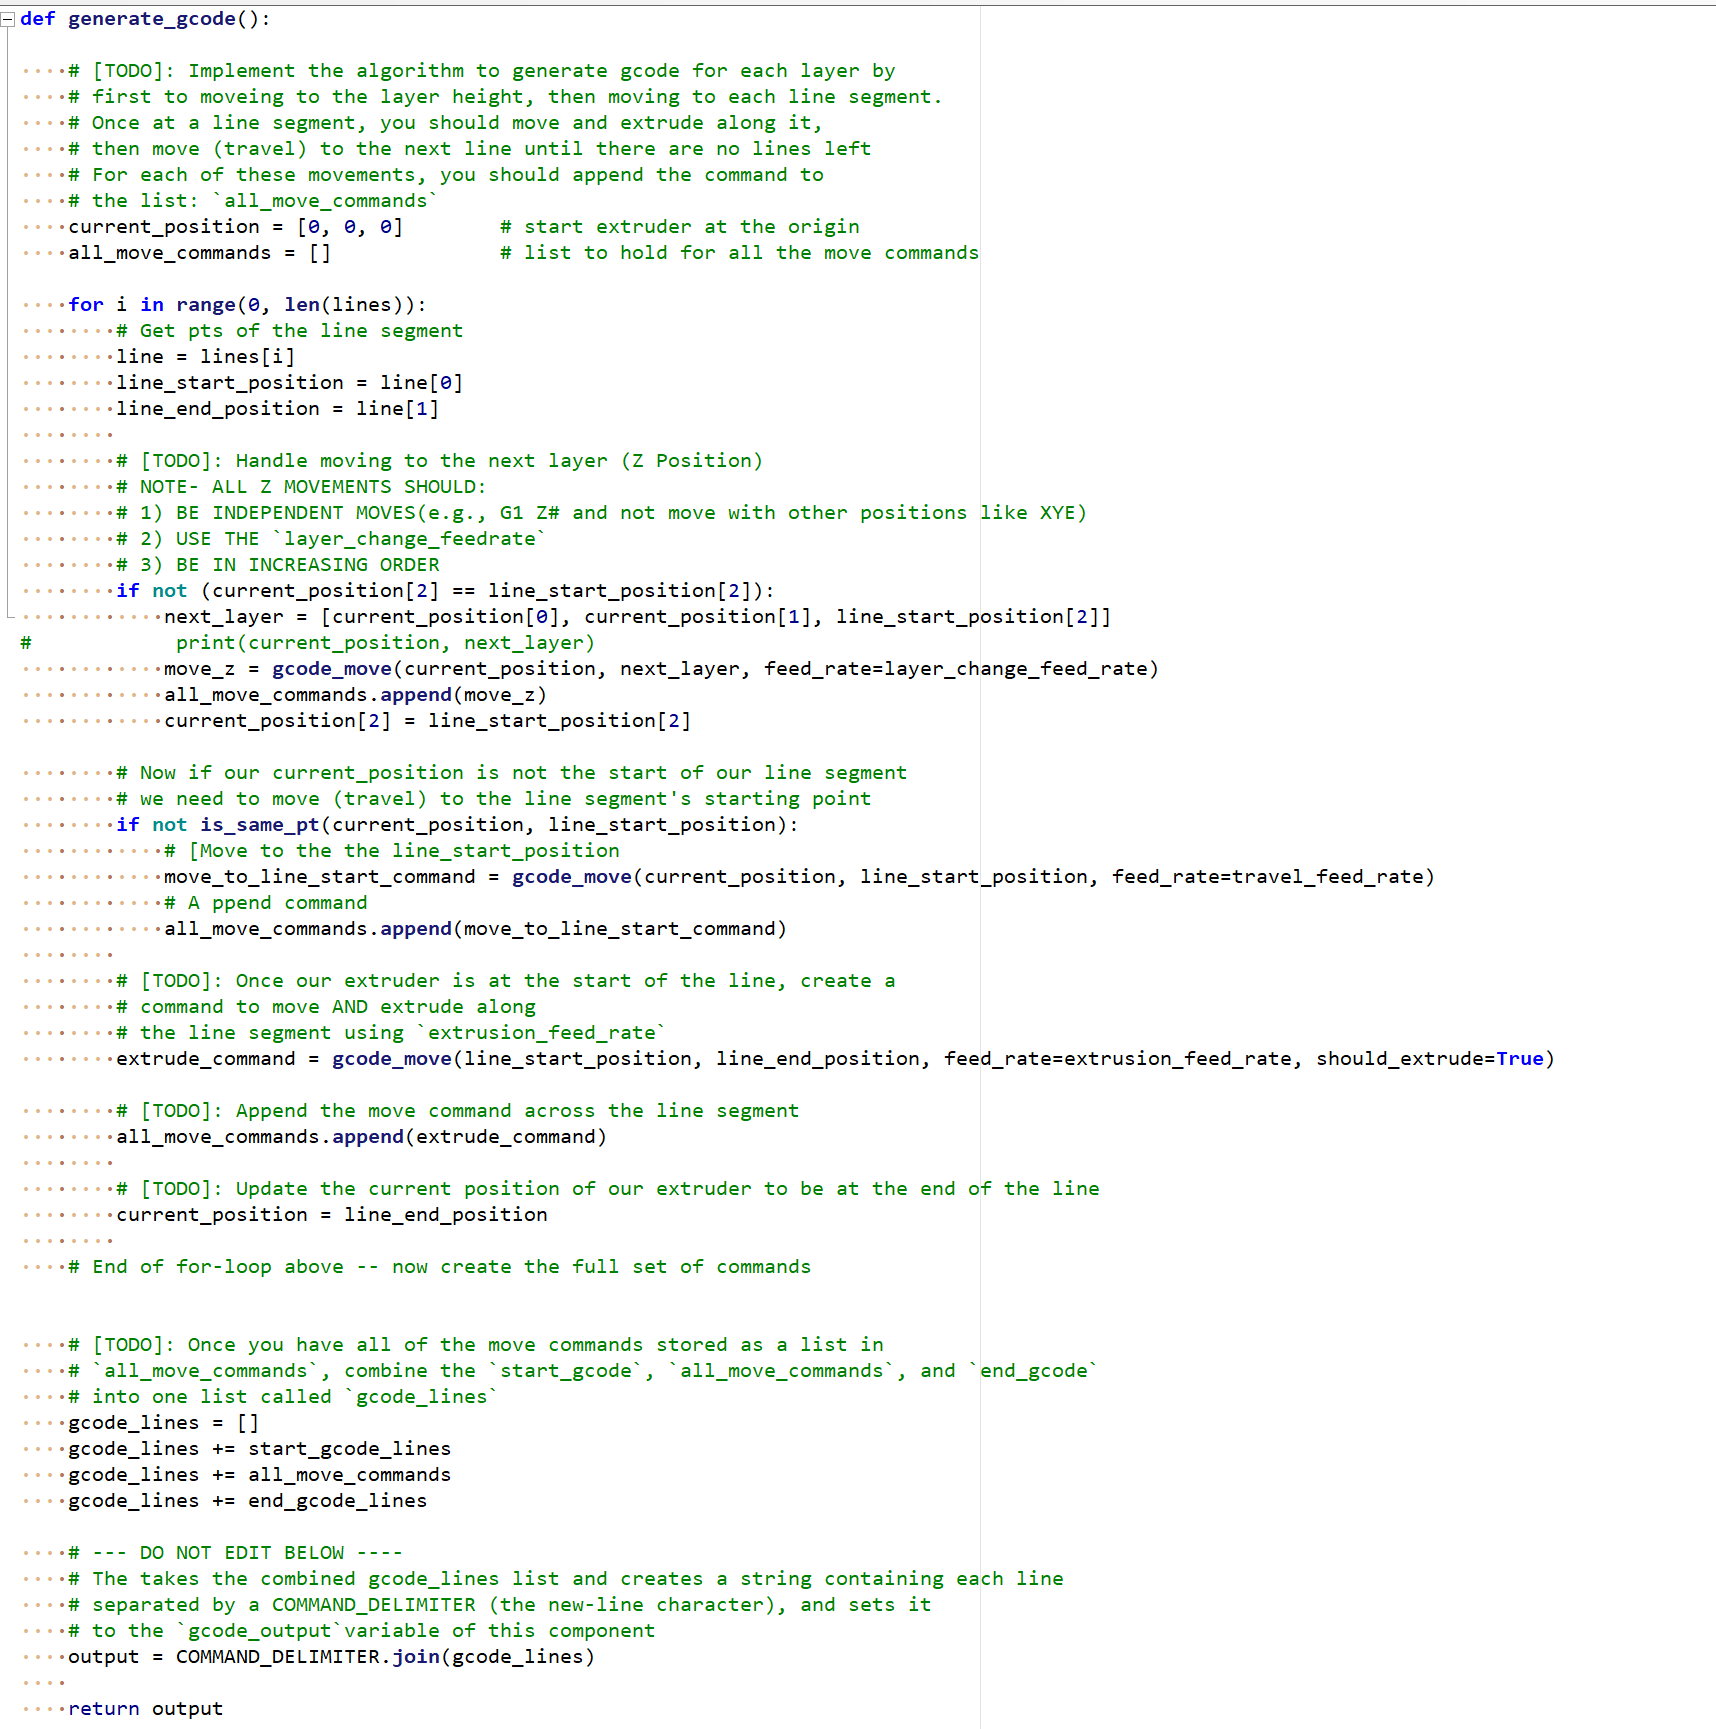 def generate_gcode():
# [TODO]: Implement the algorithm to generate gcode for each layer by
# first to moveing to the layer height, then moving to each line segment.
# Once at a line segment, you should move and extrude along it,
# then move (travel) to the next line until there are no lines left
# For each of these movements, you should append the command to
# the list: `all_move_commands`
current_position = [0, 0, 0]        # start extruder at the origin
all_move_commands = []              # list to hold for all the move commands
for i in range(0, len(lines)):
# Get pts of the line segment
line = lines[i]
line_start_position = line[0]
line_end_position = line[1]
# [TODO]: Handle moving to the next layer (Z Position)
# NOTE- ALL Z MOVEMENTS SHOULD:
# 1) BE INDEPENDENT MOVES(e.g., G1 Z# and not move with other positions like XYE)
# 2) USE THE `layer_change_feedrate`
# 3) BE IN INCREASING ORDER
if not (current_position[2] == line_start_position[2]):
next_layer = [current_position[0], current_position[1], line_start_position[2]]
#            print(current_position, next_layer)
move_z = gcode_move(current_position, next_layer, feed_rate=layer_change_feed_rate)
all_move_commands.append(move_z)
current_position[2] = line_start_position[2]
# Now if our current_position is not the start of our line segment
# we need to move (travel) to the line segment's starting point
if not is_same_pt(current_position, line_start_position):
# [Move to the the line_start_position
move_to_line_start_command = gcode_move(current_position, line_start_position, feed_rate=travel_feed_rate)
# A ppend command
all_move_commands.append(move_to_line_start_command)
# [TODO]: Once our extruder is at the start of the line, create a
# command to move AND extrude along
# the line segment using `extrusion_feed_rate`
extrude_command = gcode_move(line_start_position, line_end_position, feed_rate=extrusion_feed_rate, should_extrude=True)
# [TODO]: Append the move command across the line segment
all_move_commands.append(extrude_command)
# [TODO]: Update the current position of our extruder to be at the end of the line
current_position = line_end_position
# End of for-loop above -- now create the full set of commands
# [TODO]: Once you have all of the move commands stored as a list in
# `all_move_commands`, combine the `start_gcode`, `all_move_commands`, and `end_gcode`
# into one list called `gcode_lines`
gcode_lines = []
gcode_lines += start_gcode_lines
gcode_lines += all_move_commands
gcode_lines += end_gcode_lines
# --- DO NOT EDIT BELOW ----
# The takes the combined gcode_lines list and creates a string containing each line
# separated by a COMMAND_DELIMITER (the new-line character), and sets it
# to the `gcode_output`variable of this component
output = COMMAND_DELIMITER.join(gcode_lines)
return output